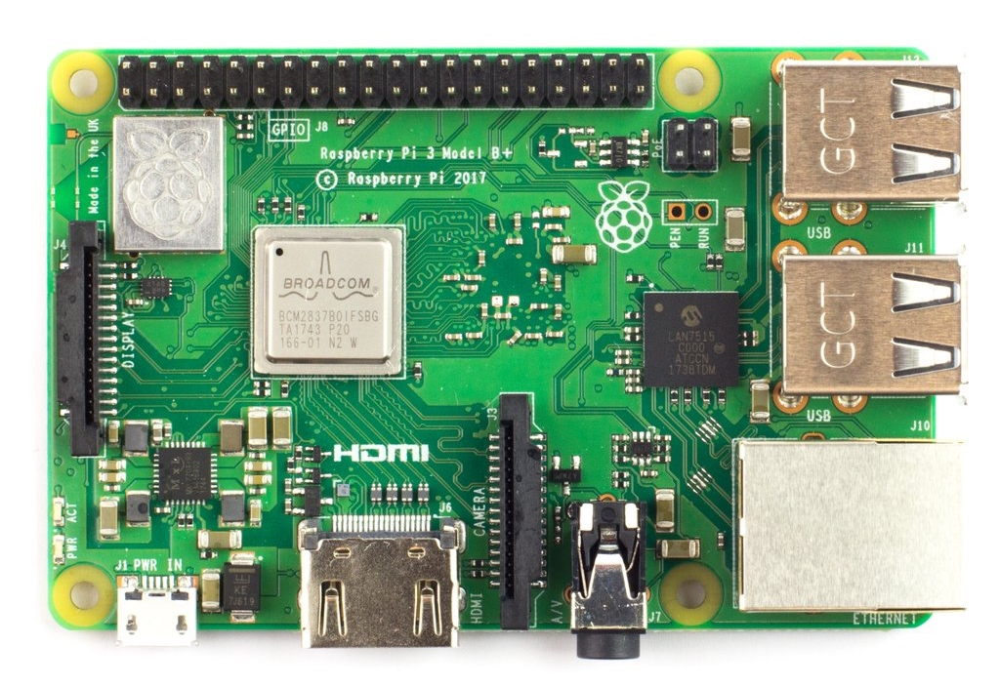 GPIO J8
Raspberry Pi 3 Model B+
© Raspberry Pi 2017
Made in the UK
PoE
GCT
USB
PEN
RUN
J4
DISPLAY
BROADCOM
BCM2837B0IFSBG
TA1743 P20
166-01 N2 W
LAN7515
C000
ATCCN
1738TDM
J11
GCT
USB
J10
HDMI
J3
CAMERA
J6
ACT
PWR
J1 PWR IN
KE
HDMI
A/V
J7
ETHERNET